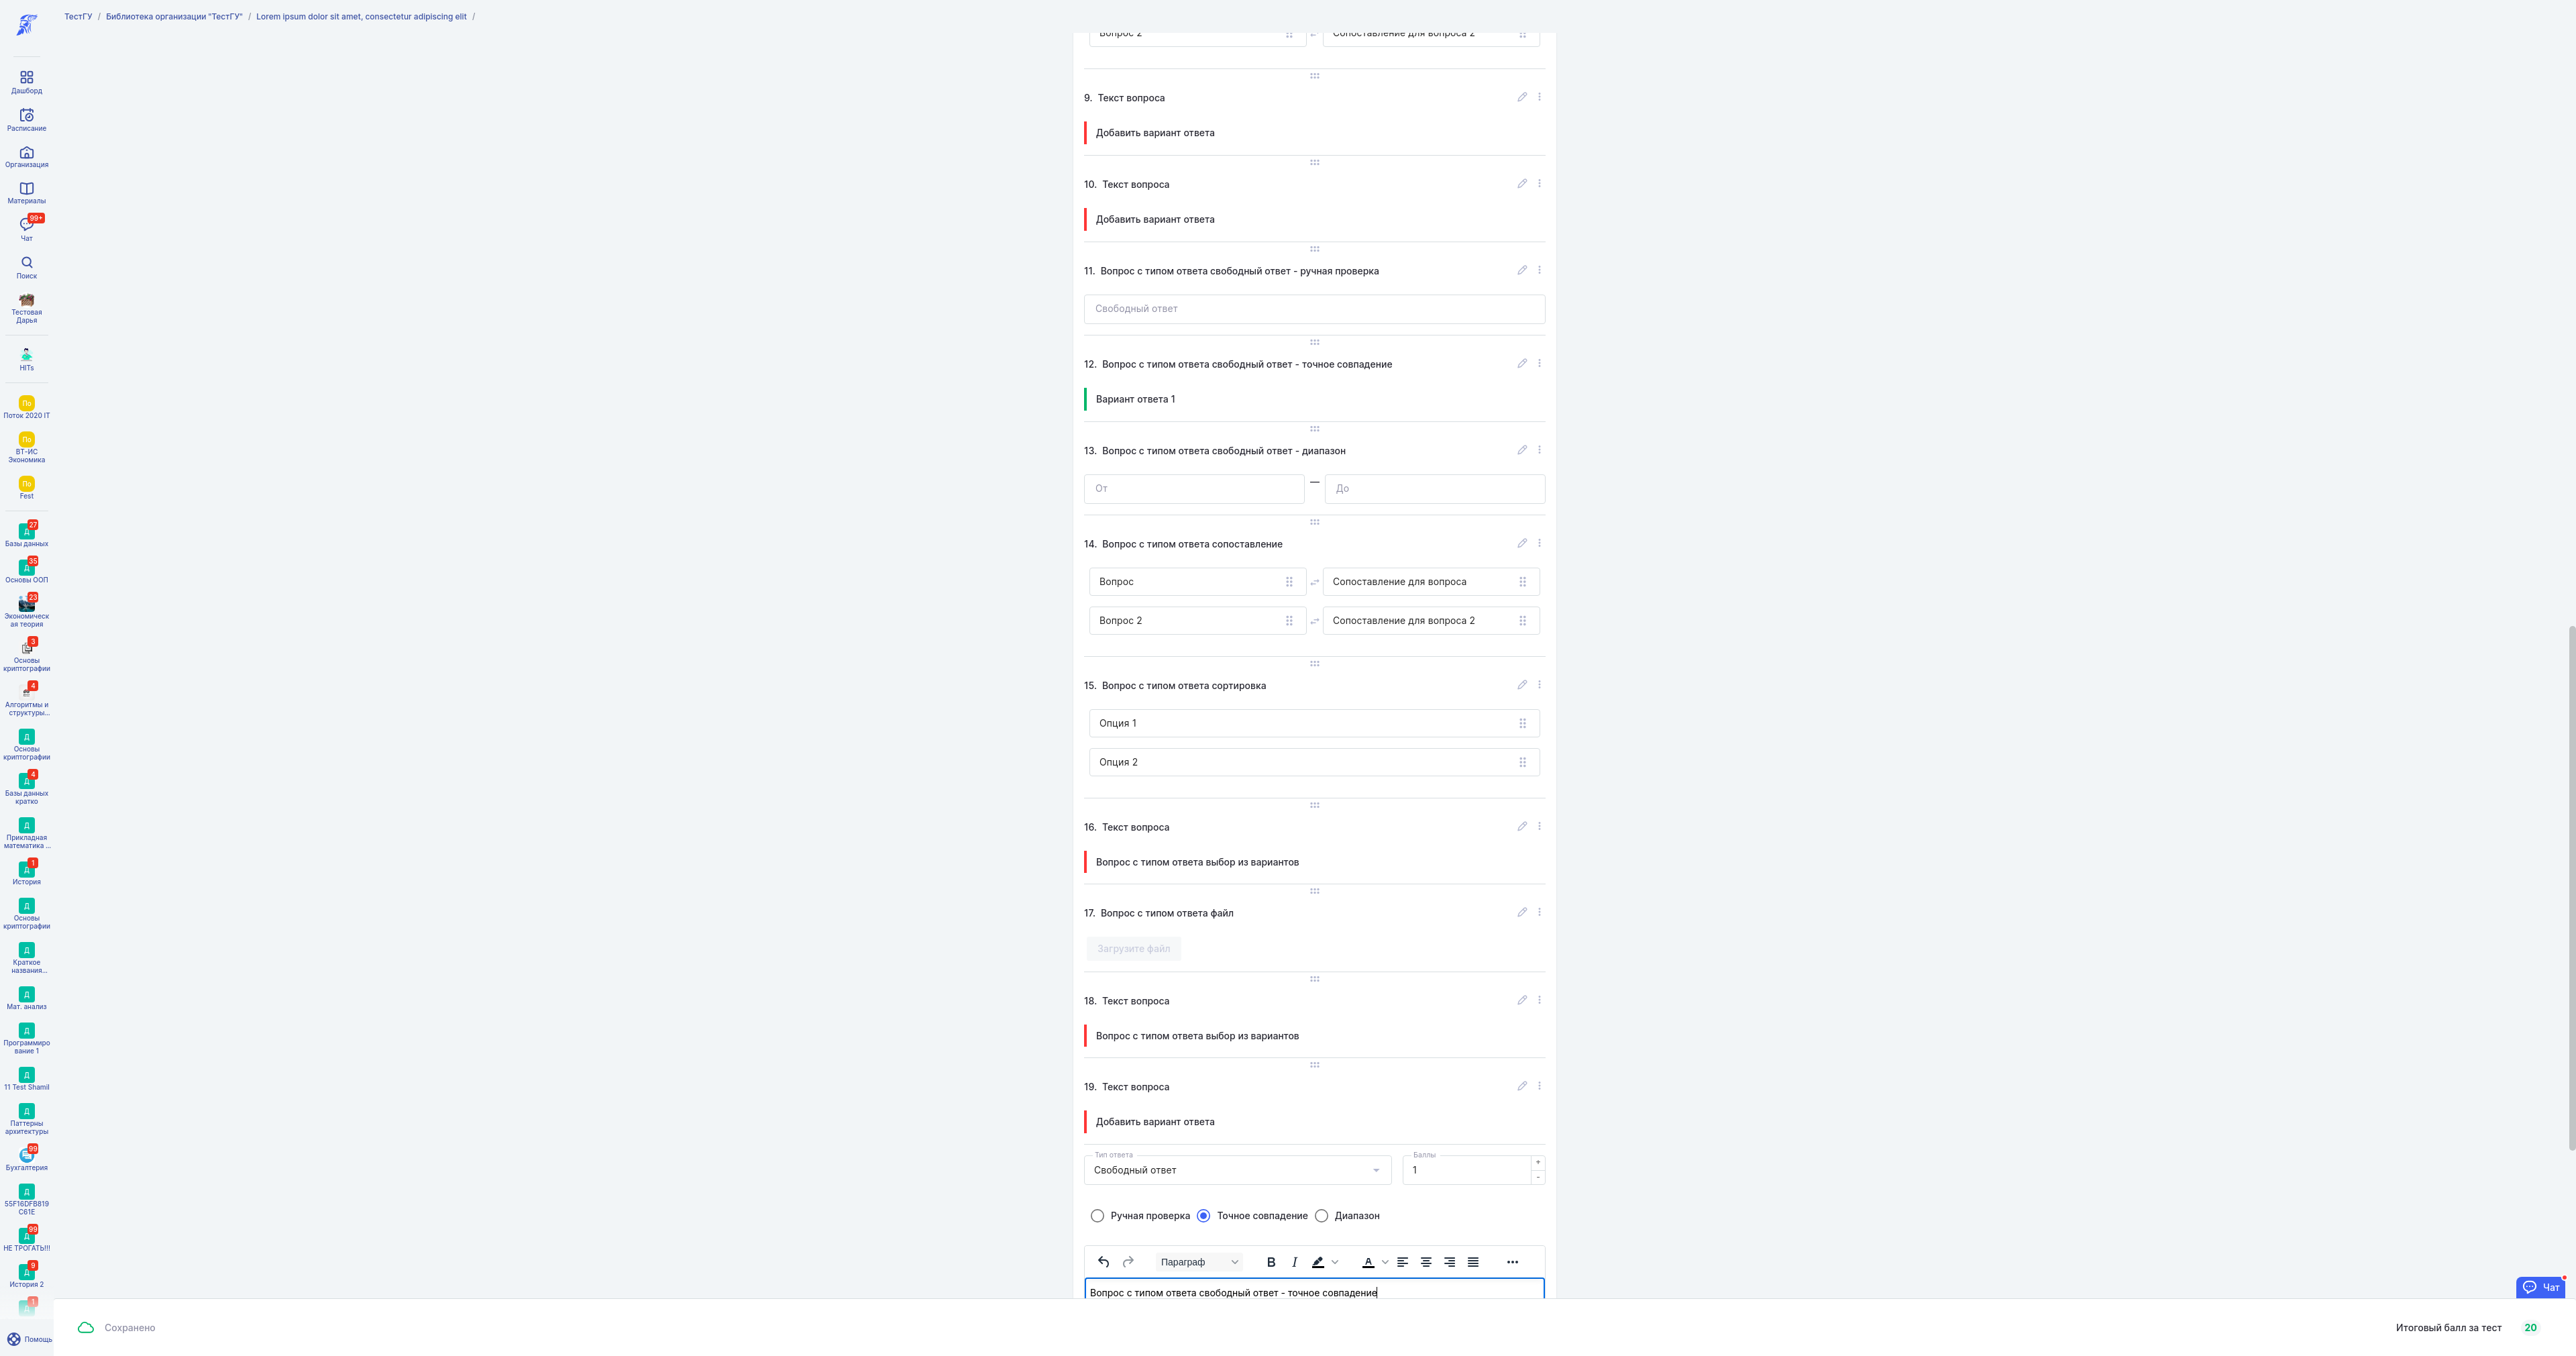 ТестГУ / Библиотека организации "ТестГУ" / Lorem ipsum dolor sit amet, consectetur adipiscing elit /
Дашборд
Расписание
Организация
Материалы
99+
Чат
Поиск
Тестовая
Дарья
HITs
По
Поток 2020 IT
По
ВТ-ИС
Экономика
По
Fest
27
Д
Базы данных
35
Д
Основы ООП
23
Экономическ
ая теория
3
Основы
криптографии
4
Алгоритмы и
структуры...
Д
Основы
криптографии
4
Д
Базы данных
кратко
Д
Прикладная
математика ...
1
Д
История
Д
Основы
криптографии
Д
Краткое
названия...
Д
Мат. анализ
Д
Программиро
вание 1
Д
11 Test Shamil
Д
Паттерны
архитектуры
99
Бухгалтерия
Д
55F16DFB819
C61E
99
Д
НЕ ТРОГАТЬ!!!
9
Д
История 2
1
Д
Помощь
Вопрос 2
Сопоставление для вопроса 2
9. Текст вопроса
Добавить вариант ответа
10. Текст вопроса
Добавить вариант ответа
11. Вопрос с типом ответа свободный ответ - ручная проверка
Свободный ответ
12. Вопрос с типом ответа свободный ответ - точное совпадение
Вариант ответа 1
13. Вопрос с типом ответа свободный ответ - диапазон
От — До
14. Вопрос с типом ответа сопоставление
Вопрос
Сопоставление для вопроса
Вопрос 2
Сопоставление для вопроса 2
15. Вопрос с типом ответа сортировка
Опция 1
Опция 2
16. Текст вопроса
Вопрос с типом ответа выбор из вариантов
17. Вопрос с типом ответа файл
Загрузите файл
18. Текст вопроса
Вопрос с типом ответа выбор из вариантов
19. Текст вопроса
Добавить вариант ответа
Тип ответа
Свободный ответ
Баллы
1
+
-
Ручная проверка Точное совпадение Диапазон
Параграф B I A
Вопрос с типом ответа свободный ответ - точное совпадение
Чат
Сохранено
Итоговый балл за тест 20